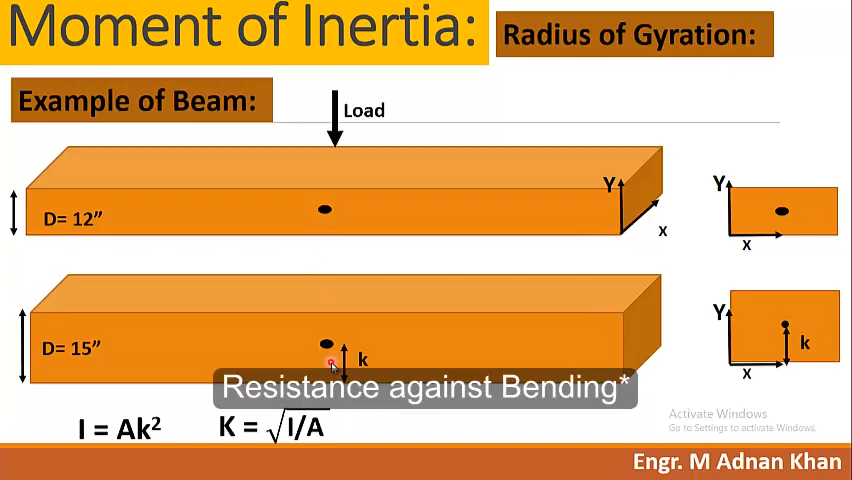 Moment of Inertia:
Radius of Gyration:
Example of Beam:
Load
Y
D= 12”
x
Y
x
D= 15”
k
Y
k
x
Resistance against Bending*
I = Ak²
K = √I/A
Activate Windows
Go to Settings to activate Windows.
Engr. M Adnan Khan